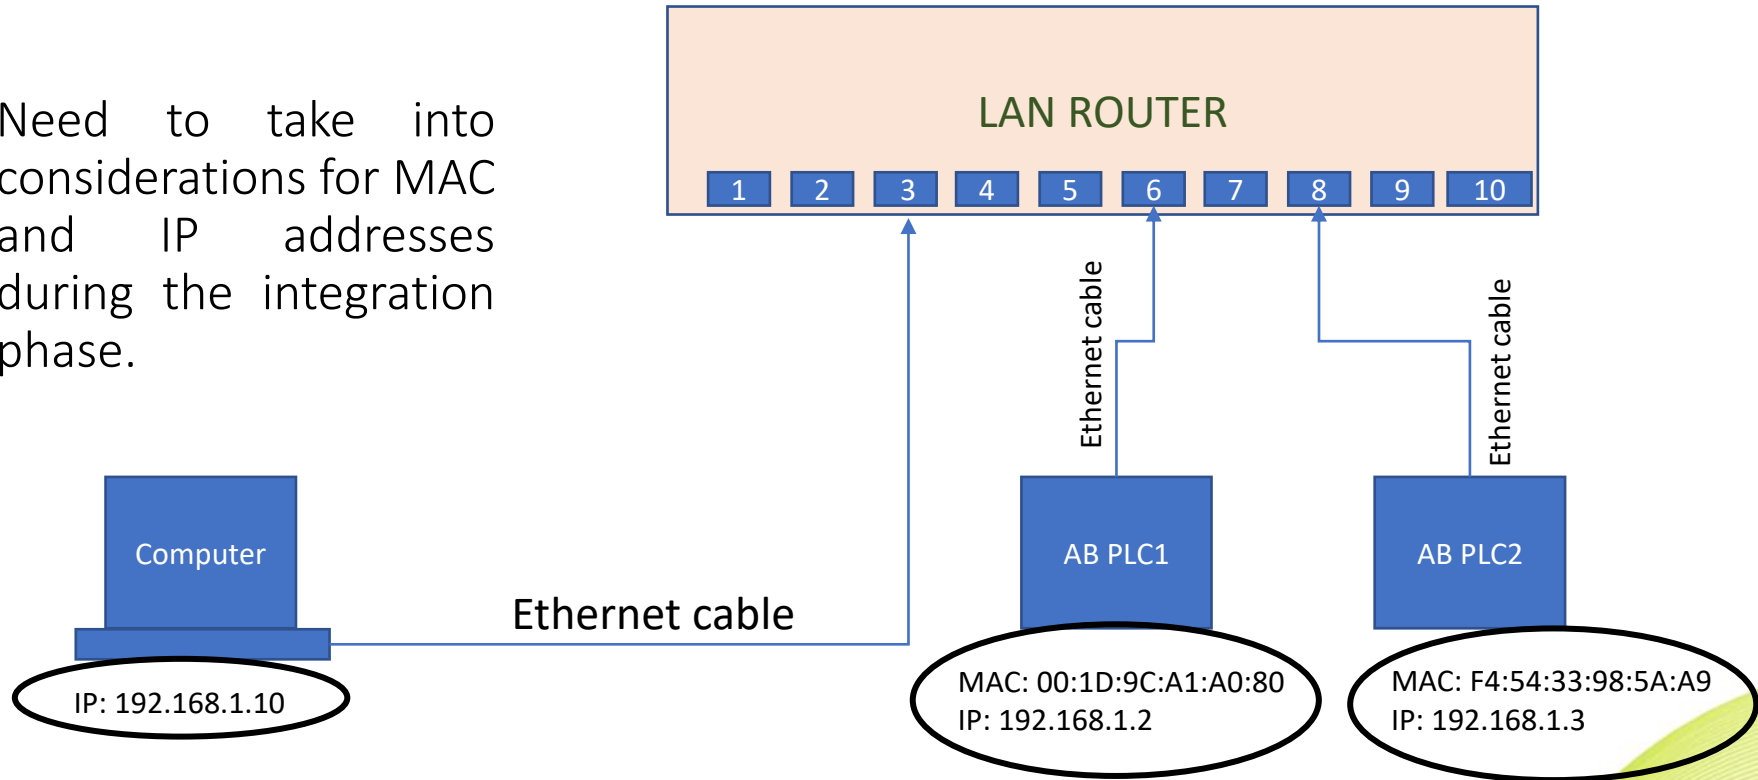 Need to take into
considerations for MAC
and IP addresses
during the integration
phase.
LAN ROUTER
1 2 3 4 5 6 7 8 9 10
Ethernet cable
Ethernet cable
Computer
AB PLC1
AB PLC2
Ethernet cable
IP: 192.168.1.10
MAC: 00:1D:9C:A1:A0:80
IP: 192.168.1.2
MAC: F4:54:33:98:5A:A9
IP: 192.168.1.3